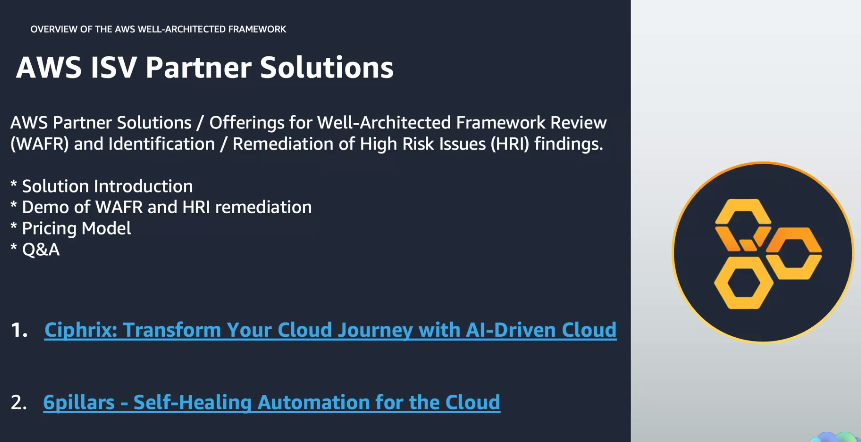 OVERVIEW OF THE AWS WELL-ARCHITECTED FRAMEWORK
AWS ISV Partner Solutions
AWS Partner Solutions / Offerings for Well-Architected Framework Review
(WAFR) and Identification / Remediation of High Risk Issues (HRI) findings.
* Solution Introduction
* Demo of WAFR and HRI remediation
* Pricing Model
* Q&A
1. Ciphrix: Transform Your Cloud Journey with AI-Driven Cloud
2. 6pillars - Self-Healing Automation for the Cloud